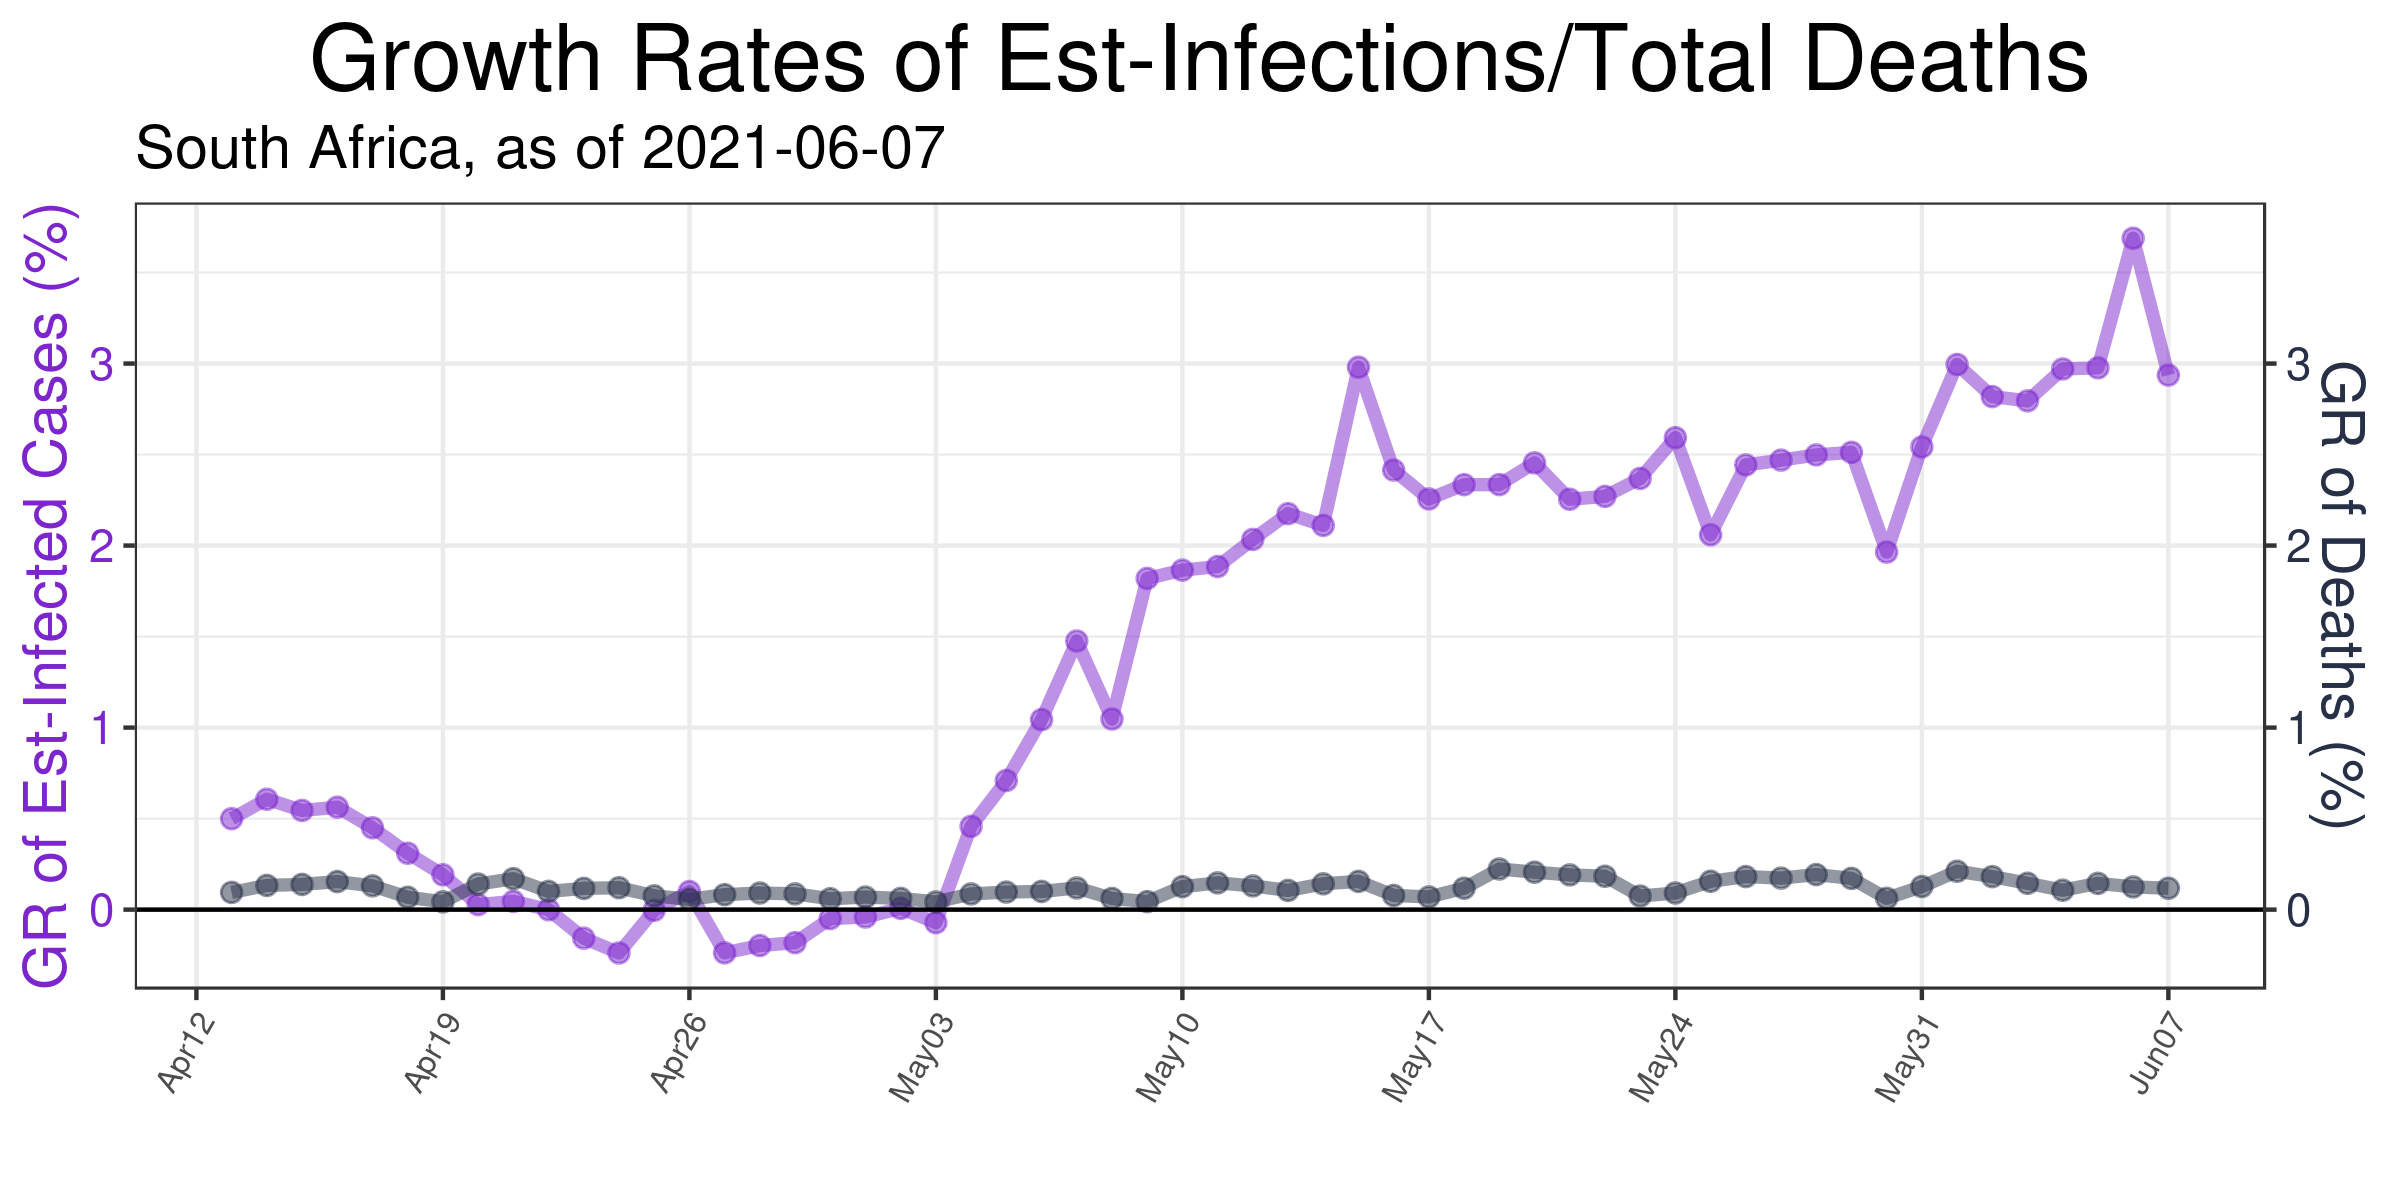 Growth Rates of Est-Infections/Total Deaths
South Africa, as of 2021-06-07
GR of Est-Infected Cases (%)
3
2
1
0
3
2
1
0
GR of Deaths (%)
Apr12
Apr19
Apr26
May03
May10
May17
May24
May31
Jun07